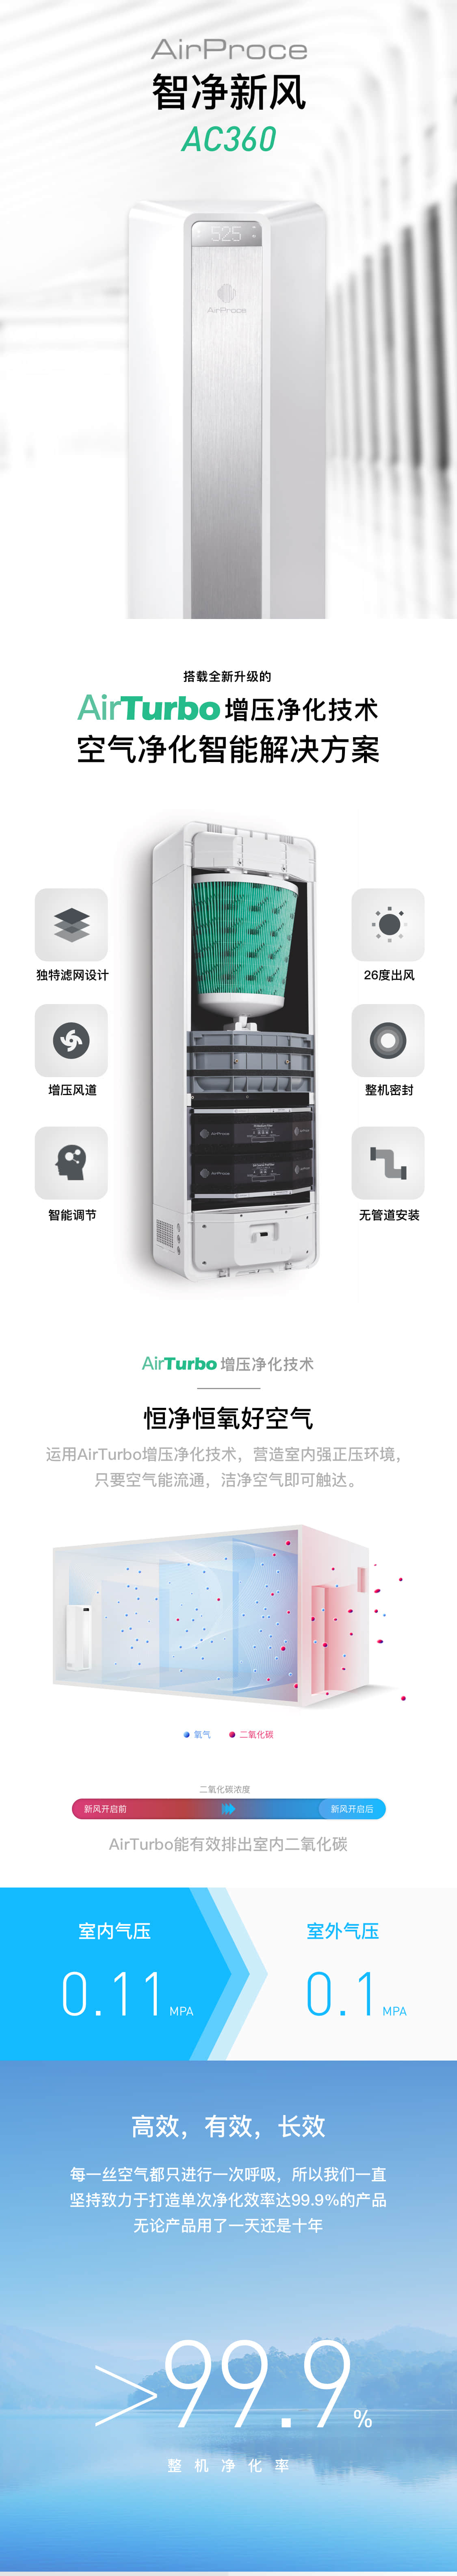 AirProce
智净新风
AC360
525
AirProce
搭载全新升级的
AirTurbo 增压净化技术
空气净化智能解决方案
独特滤网设计
26度出风
增压风道
整机密封
智能调节
无管道安装
AirProce
AirProce
AirTurbo 增压净化技术
恒净恒氧好空气
运用AirTurbo增压净化技术，营造室内强正压环境，
只要空气能流通，洁净空气即可触达。
氧气
二氧化碳
二氧化碳浓度
新风开启前
新风开启后
AirTurbo能有效排出室内二氧化碳
室内气压
室外气压
0.11 MPA
0.1 MPA
高效，有效，长效
每一丝空气都只进行一次呼吸，所以我们一直
坚持致力于打造单次净化效率达99.9%的产品
无论产品用了一天还是十年
>99.9%
整机净化率